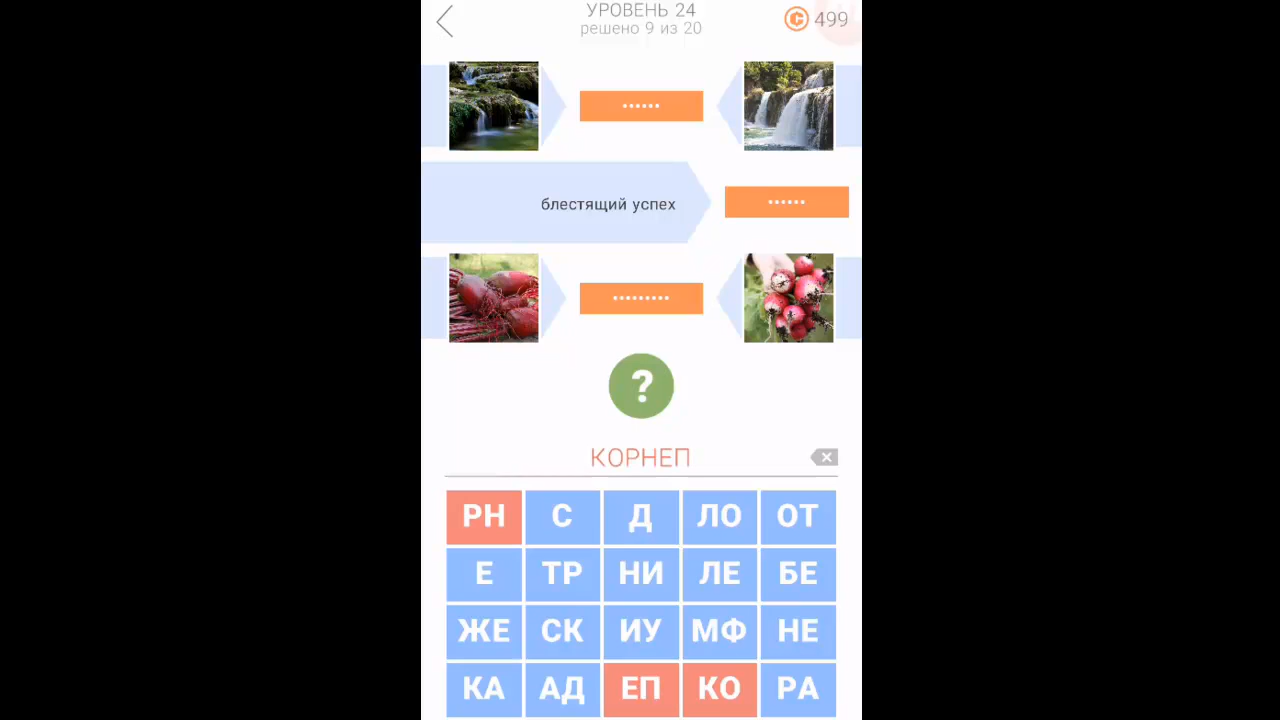 УРОВЕНЬ 24
решено 9 из 20
499
••••••
блестящий успех
••••••
•••••••••
?
КОРНЕП
РН С Д ЛО ОТ
Е ТР НИ ЛЕ БЕ
ЖЕ СК ИУ МФ НЕ
КА АД ЕП КО РА